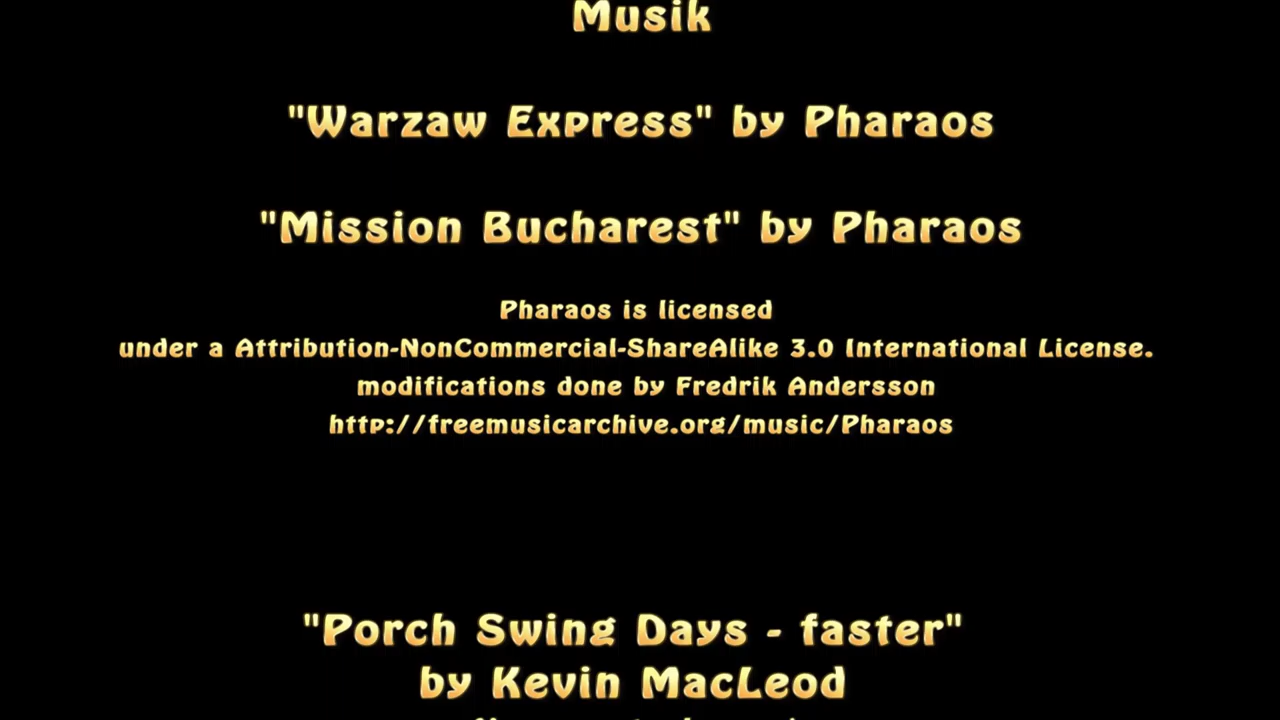 Musik
"Warzaw Express" by Pharaos
"Mission Bucharest" by Pharaos
Pharaos is licensed
under a Attribution-NonCommercial-ShareAlike 3.0 International License.
modifications done by Fredrik Andersson
http://freemusicarchive.org/music/Pharaos
"Porch Swing Days - faster"
by Kevin MacLeod